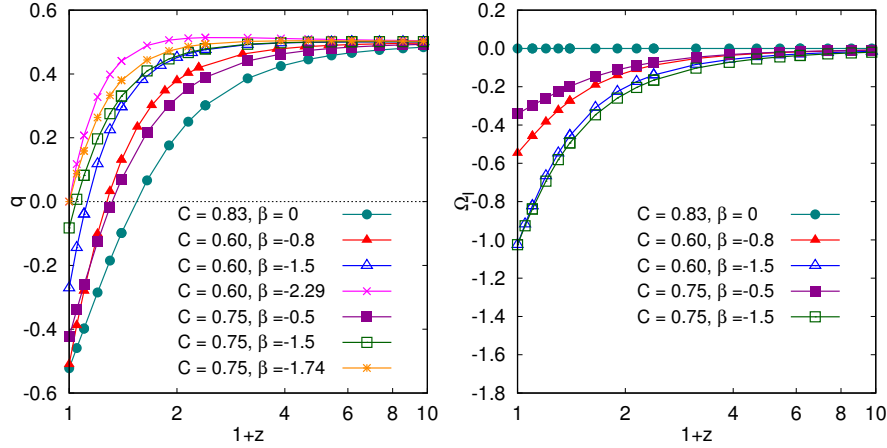 0.6
0.4
0.2
0.0
-0.2
-0.4
-0.6
q
C = 0.83, β = 0
C = 0.60, β =-0.8
C = 0.60, β =-1.5
C = 0.60, β =-2.29
C = 0.75, β =-0.5
C = 0.75, β =-1.5
C = 0.75, β =-1.74
1 2 4 6 8 10
1+z
0.0
-0.2
-0.4
-0.6
-0.8
-1.0
-1.2
-1.4
-1.6
-1.8
Ω_I
C = 0.83, β = 0
C = 0.60, β =-0.8
C = 0.60, β =-1.5
C = 0.75, β =-0.5
C = 0.75, β =-1.5
1 2 4 6 8 10
1+z